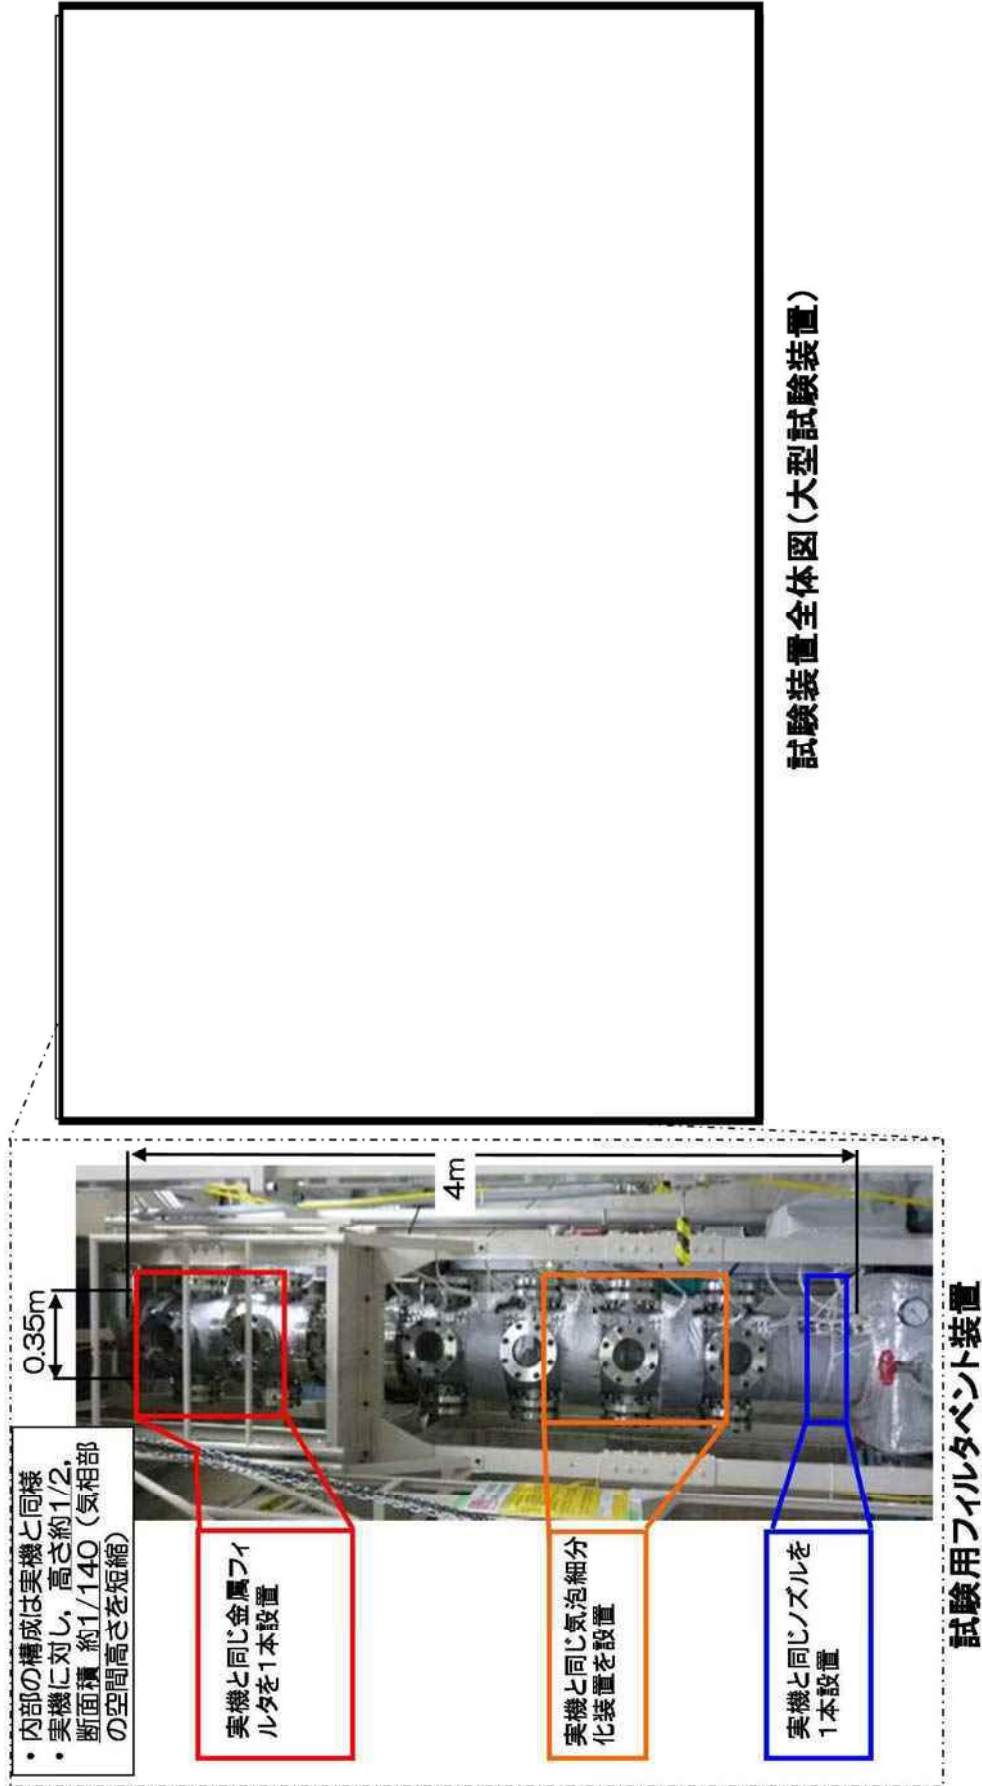 ・内部の構成は実機と同様
・実機に対し，高さ約1/2，
断面積 約1/140（気相部
の空間高さを短縮）
0.35m
4m
実機と同じ金属フィ
ルタを1本設置
実機と同じ気泡細分
化装置を設置
実機と同じノズルを
1本設置
試験用フィルタベント装置
試験装置全体図（大型試験装置）